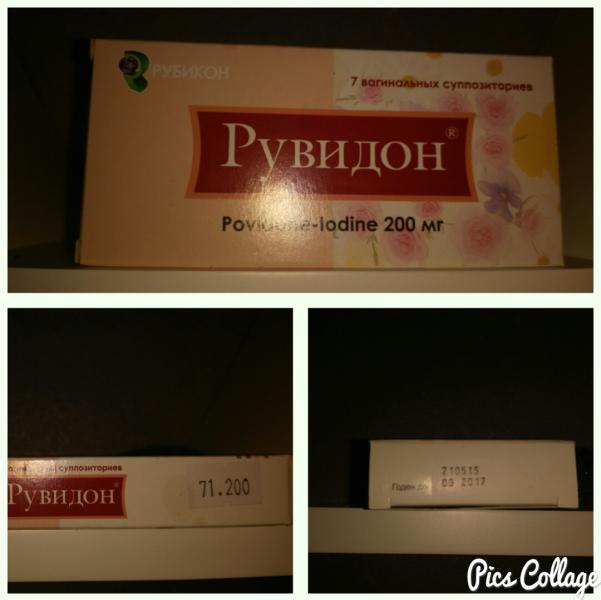 РУБИКОН
7 вагинальных суппозиториев
Рувидон®
Povidone-Iodine 200 мг
суппозиториев
Рувидон®
71.200
210515
Годен до: 09 2017
Pics Collage